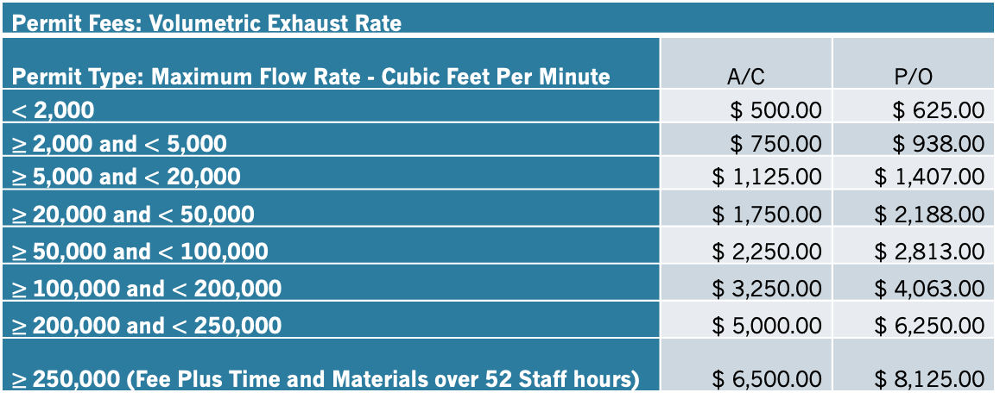 Permit Fees: Volumetric Exhaust Rate
Permit Type: Maximum Flow Rate - Cubic Feet Per Minute A/C P/O
< 2,000 $ 500.00 $ 625.00
≥ 2,000 and < 5,000 $ 750.00 $ 938.00
≥ 5,000 and < 20,000 $ 1,125.00 $ 1,407.00
≥ 20,000 and < 50,000 $ 1,750.00 $ 2,188.00
≥ 50,000 and < 100,000 $ 2,250.00 $ 2,813.00
≥ 100,000 and < 200,000 $ 3,250.00 $ 4,063.00
≥ 200,000 and < 250,000 $ 5,000.00 $ 6,250.00
≥ 250,000 (Fee Plus Time and Materials over 52 Staff hours) $ 6,500.00 $ 8,125.00